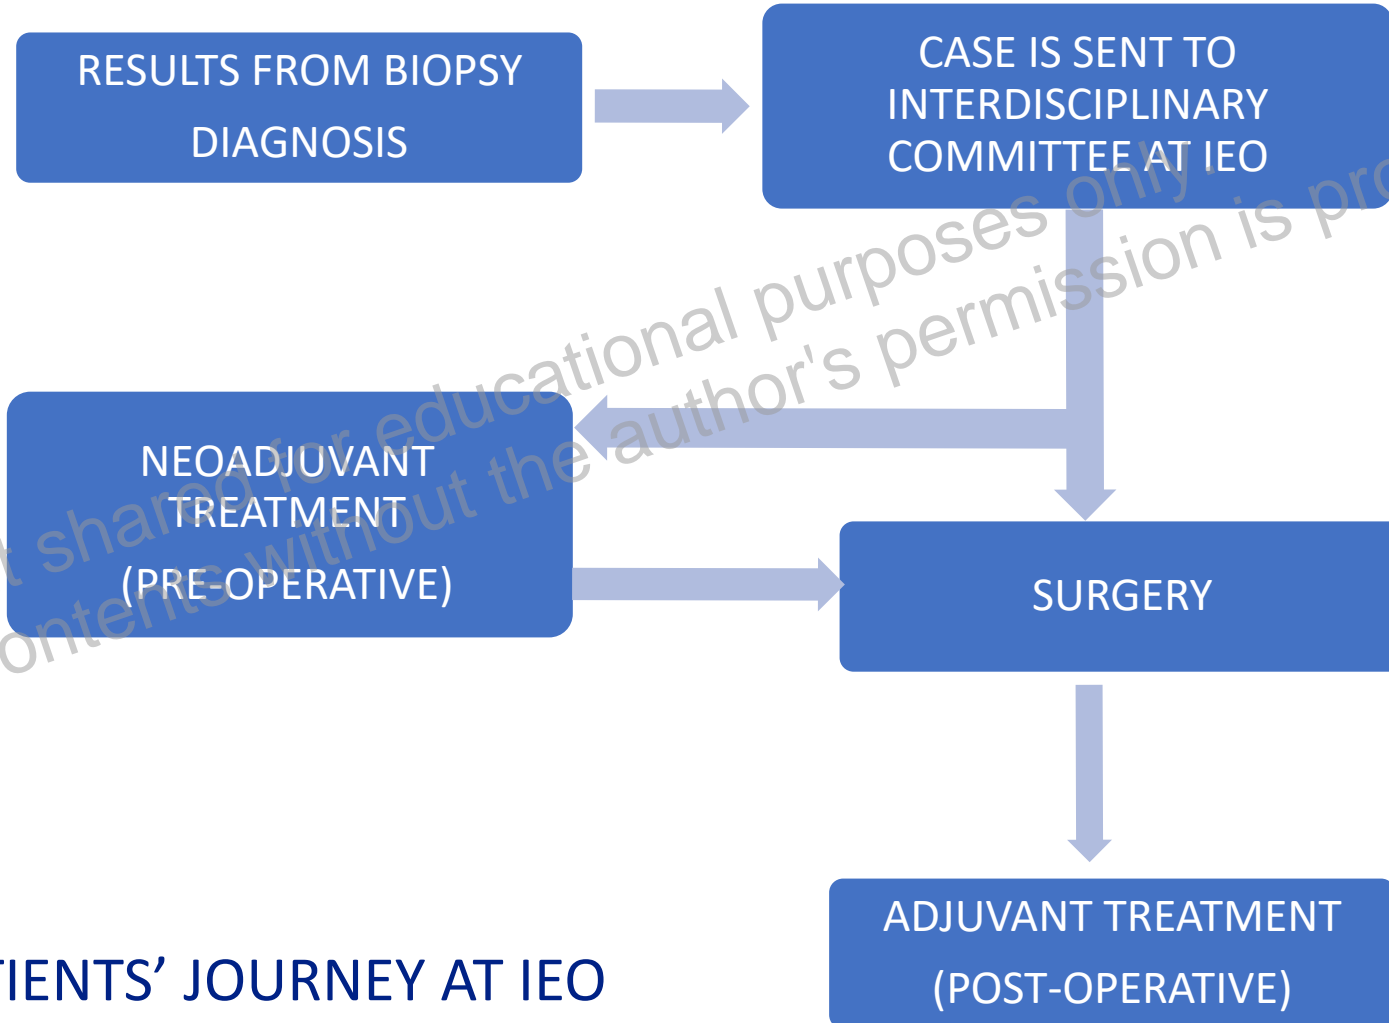 RESULTS FROM BIOPSY
DIAGNOSIS
CASE IS SENT TO
INTERDISCIPLINARY
COMMITTEE AT IEO
NEOADJUVANT
TREATMENT
(PRE-OPERATIVE)
SURGERY
ADJUVANT TREATMENT
(POST-OPERATIVE)
TIENTS’ JOURNEY AT IEO
t shared for educational purposes only.
ontents without the author's permission is pro